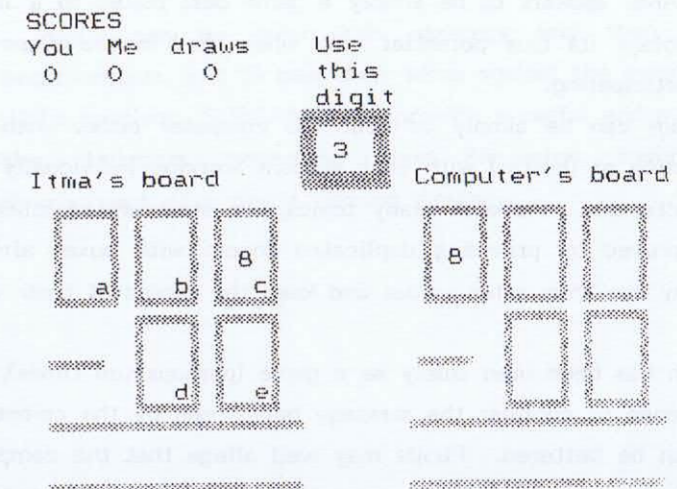 SCORES
You Me draws Use
0 0 0 this
digit
3
Itma's board Computer's board
8 8
a b c
d e